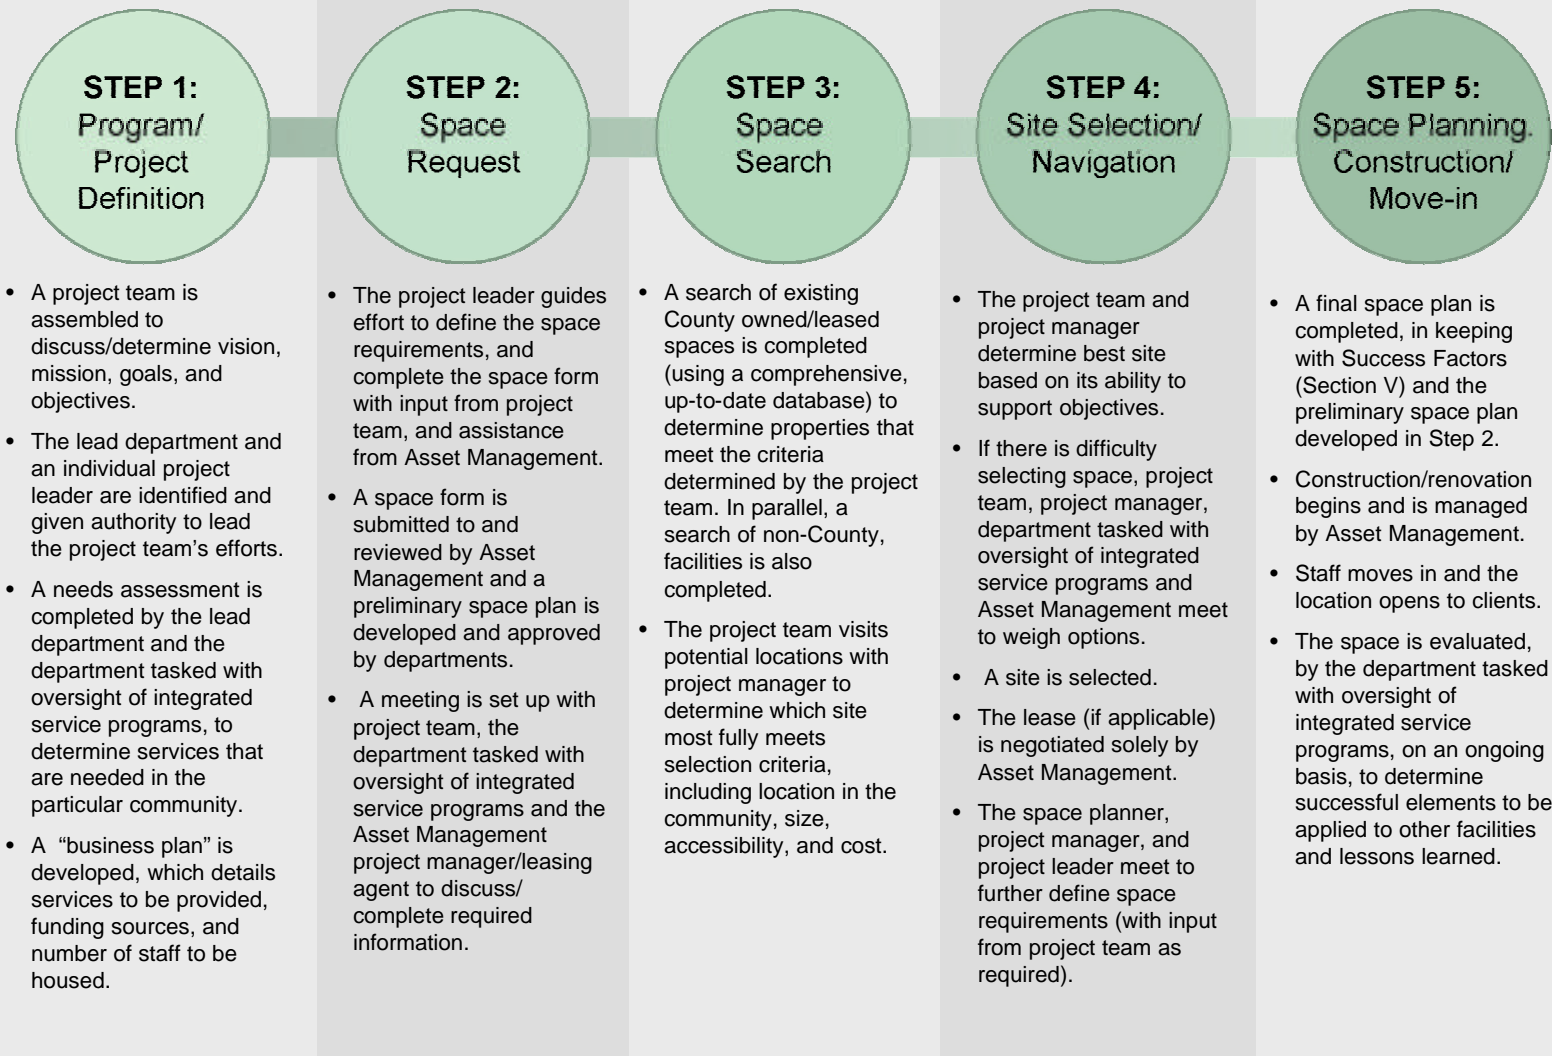 STEP 1:
Program/
Project
Definition
• A project team is
assembled to
discuss/determine vision,
mission, goals, and
objectives.
• The lead department and
an individual project
leader are identified and
given authority to lead
the project team’s efforts.
• A needs assessment is
completed by the lead
department and the
department tasked with
oversight of integrated
service programs, to
determine services that
are needed in the
particular community.
• A “business plan” is
developed, which details
services to be provided,
funding sources, and
number of staff to be
housed.
STEP 2:
Space
Request
• The project leader guides
effort to define the space
requirements, and
complete the space form
with input from project
team, and assistance
from Asset Management.
• A space form is
submitted to and
reviewed by Asset
Management and a
preliminary space plan is
developed and approved
by departments.
• A meeting is set up with
project team, the
department tasked with
oversight of integrated
service programs and the
Asset Management
project manager/leasing
agent to discuss/
complete required
information.
STEP 3:
Space
Search
• A search of existing
County owned/leased
spaces is completed
(using a comprehensive,
up-to-date database) to
determine properties that
meet the criteria
determined by the project
team. In parallel, a
search of non-County,
facilities is also
completed.
• The project team visits
potential locations with
project manager to
determine which site
most fully meets
selection criteria,
including location in the
community, size,
accessibility, and cost.
STEP 4:
Site Selection/
Navigation
• The project team and
project manager
determine best site
based on its ability to
support objectives.
• If there is difficulty
selecting space, project
team, project manager,
department tasked with
oversight of integrated
service programs and
Asset Management meet
to weigh options.
• A site is selected.
• The lease (if applicable)
is negotiated solely by
Asset Management.
• The space planner,
project manager, and
project leader meet to
further define space
requirements (with input
from project team as
required).
STEP 5:
Space Planning.
Construction/
Move-in
• A final space plan is
completed, in keeping
with Success Factors
(Section V) and the
preliminary space plan
developed in Step 2.
• Construction/renovation
begins and is managed
by Asset Management.
• Staff moves in and the
location opens to clients.
• The space is evaluated,
by the department tasked
with oversight of
integrated service
programs, on an ongoing
basis, to determine
successful elements to be
applied to other facilities
and lessons learned.